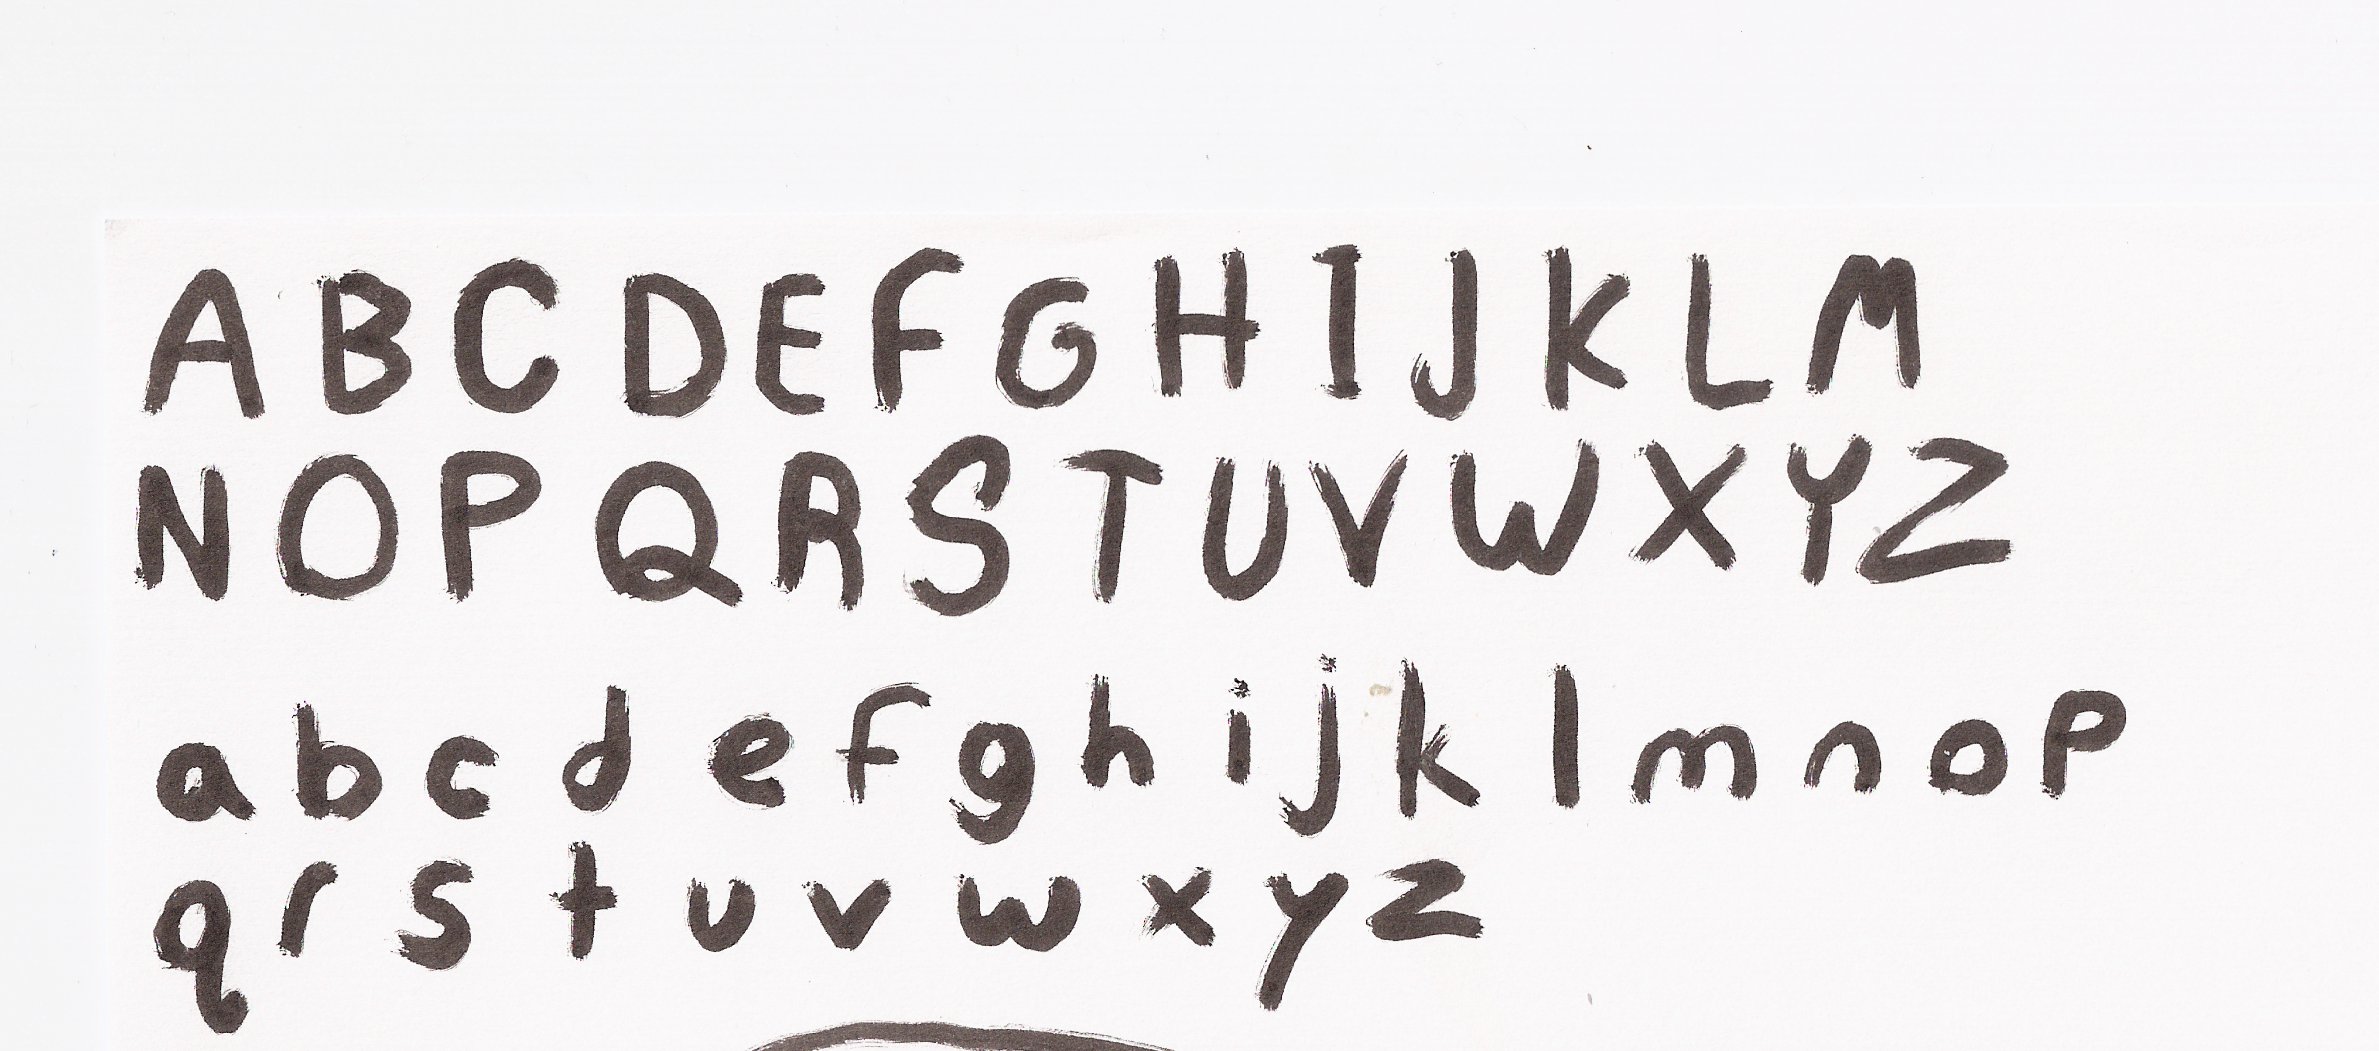 A B C D E F G H I J K L M
N O P Q R S T U V W X Y Z
a b c d e f g h i j k l m n o p
q r s t u v w x y z